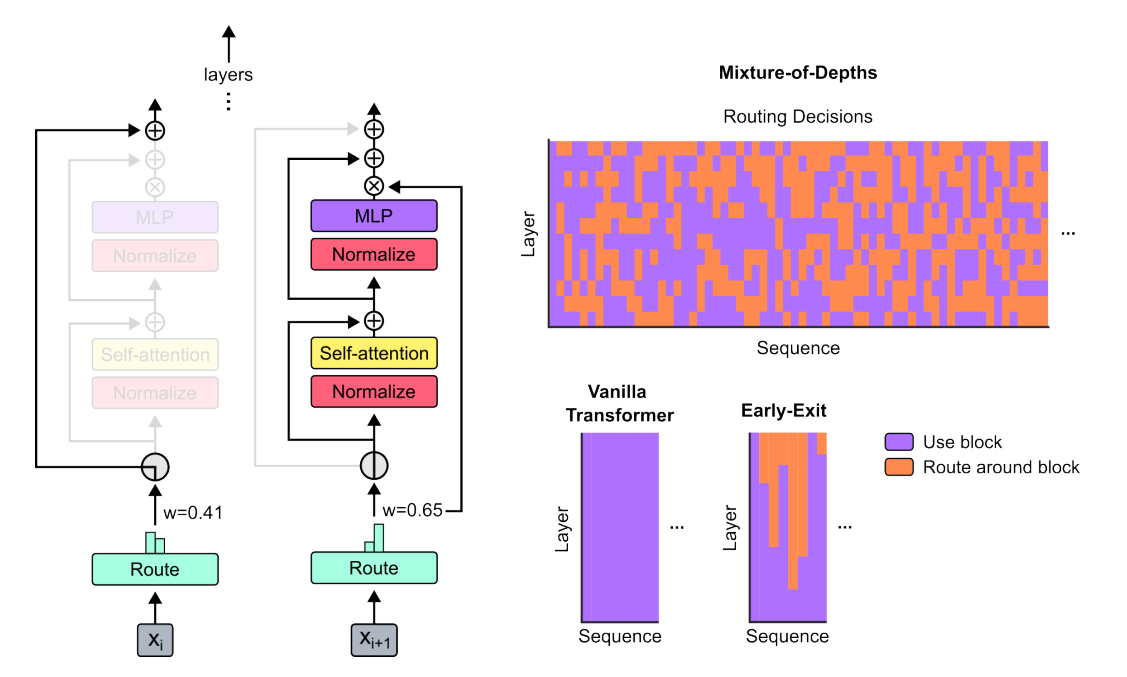 layers
⋮
MLP
Normalize
Self-attention
Normalize
w=0.41
Route
xᵢ
MLP
Normalize
Self-attention
Normalize
w=0.65
Route
xᵢ₊₁
Mixture-of-Depths
Routing Decisions
Layer
...
Sequence
Vanilla
Transformer
Layer
...
Sequence
Early-Exit
Layer
...
Sequence
Use block
Route around block